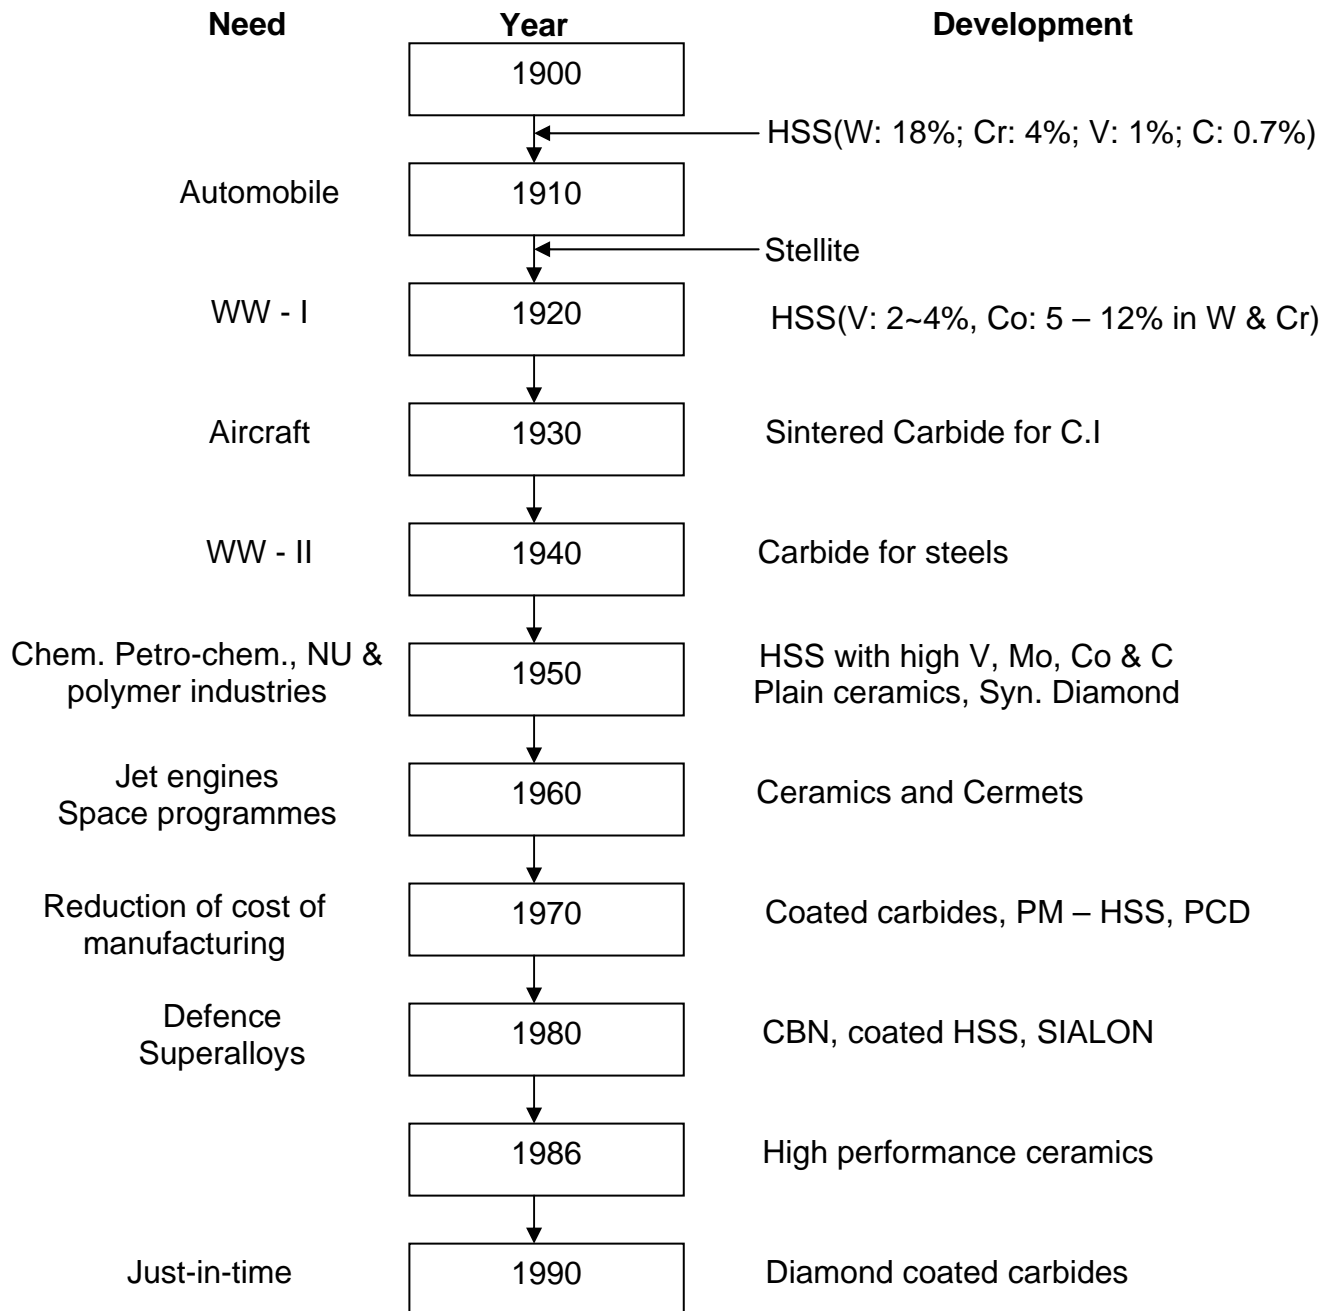 Need Year Development
1900
HSS(W: 18%; Cr: 4%; V: 1%; C: 0.7%)
Automobile 1910
Stellite
WW - I 1920 HSS(V: 2~4%, Co: 5 – 12% in W & Cr)
Aircraft 1930 Sintered Carbide for C.I
WW - II 1940 Carbide for steels
Chem. Petro-chem., NU &
polymer industries
1950
HSS with high V, Mo, Co & C
Plain ceramics, Syn. Diamond
Jet engines
Space programmes
1960
Ceramics and Cermets
Reduction of cost of
manufacturing
1970
Coated carbides, PM – HSS, PCD
Defence
Superalloys
1980
CBN, coated HSS, SIALON
1986 High performance ceramics
Just-in-time 1990 Diamond coated carbides